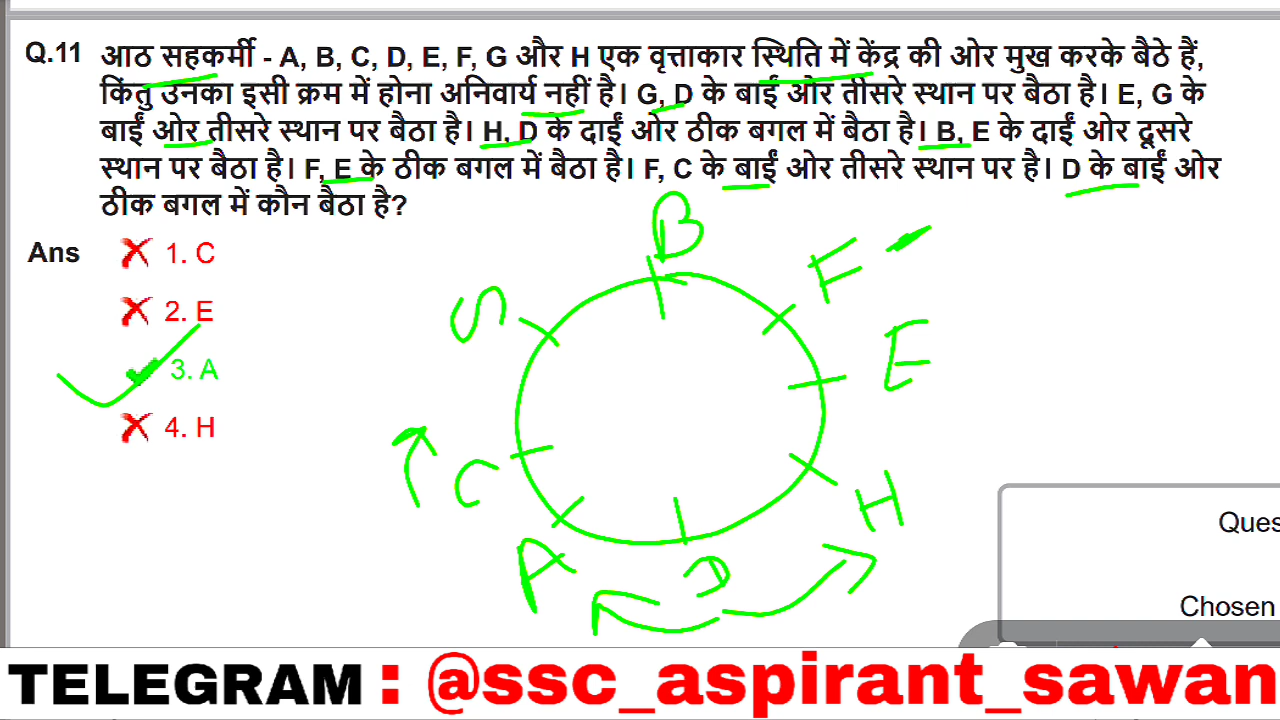 Q.11 आठ सहकर्मी - A, B, C, D, E, F, G और H एक वृत्ताकार स्थिति में केंद्र की ओर मुख करके बैठे हैं,
किंतु उनका इसी क्रम में होना अनिवार्य नहीं है। G, D के बाईं ओर तीसरे स्थान पर बैठा है। E, G के
बाईं ओर तीसरे स्थान पर बैठा है। H, D के दाईं ओर ठीक बगल में बैठा है। B, E के दाईं ओर दूसरे
स्थान पर बैठा है। F, E के ठीक बगल में बैठा है। F, C के बाईं ओर तीसरे स्थान पर है। D के बाईं ओर
ठीक बगल में कौन बैठा है?
Ans 1. C
2. E
3. A
4. H
B
F
S
E
C
H
A
D
Ques
Chosen
TELEGRAM : @ssc_aspirant_sawan